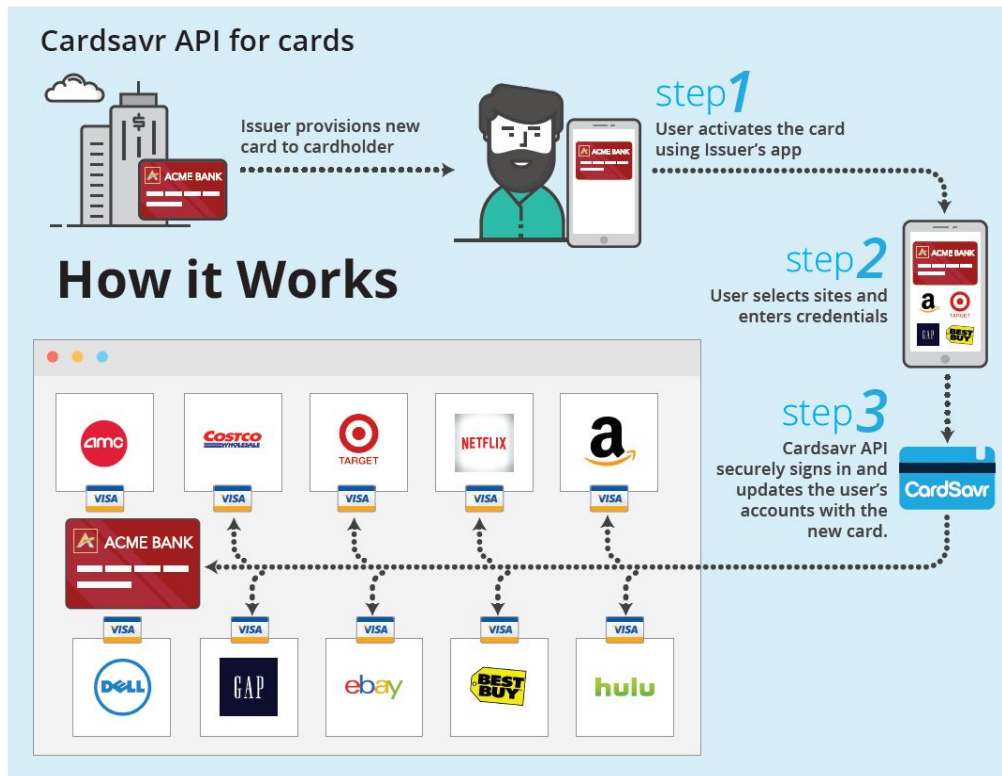 Cardsavr API for cards
$
ACME BANK
Issuer provisions new
card to cardholder
ACME BANK
step1
User activates the card
using Issuer's app
How it Works
step2
User selects sites and
enters credentials
ACME BANK
a
TARGET
GAP
BEST
BUY
step3
Cardsavr API
securely signs in and
updates the user's
accounts with the
new card.
CardSavr
amc
COSTCO
WHOLESALE
TARGET
NETFLIX
a
VISA
VISA
VISA
VISA
VISA
ACME BANK
VISA
VISA
VISA
VISA
VISA
DELL
GAP
ebay
BEST
BUY
hulu